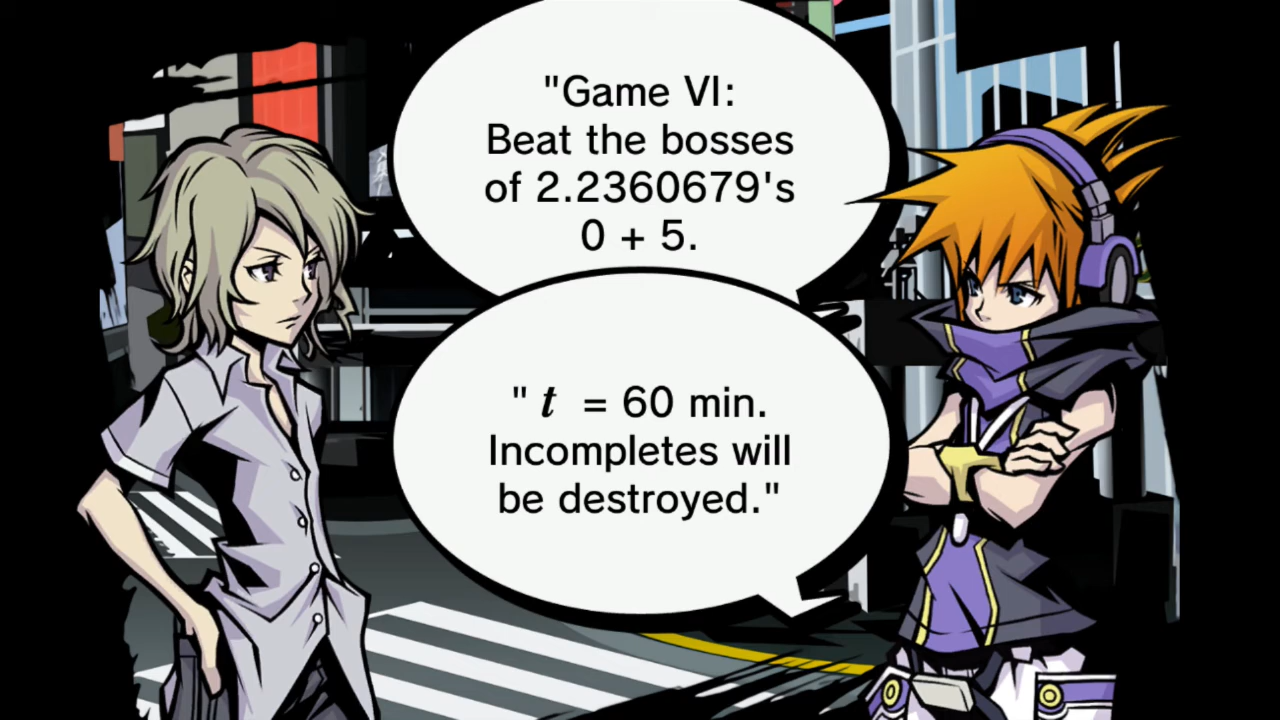 "Game VI:
Beat the bosses
of 2.2360679's
0 + 5.
" t = 60 min.
Incompletes will
be destroyed."